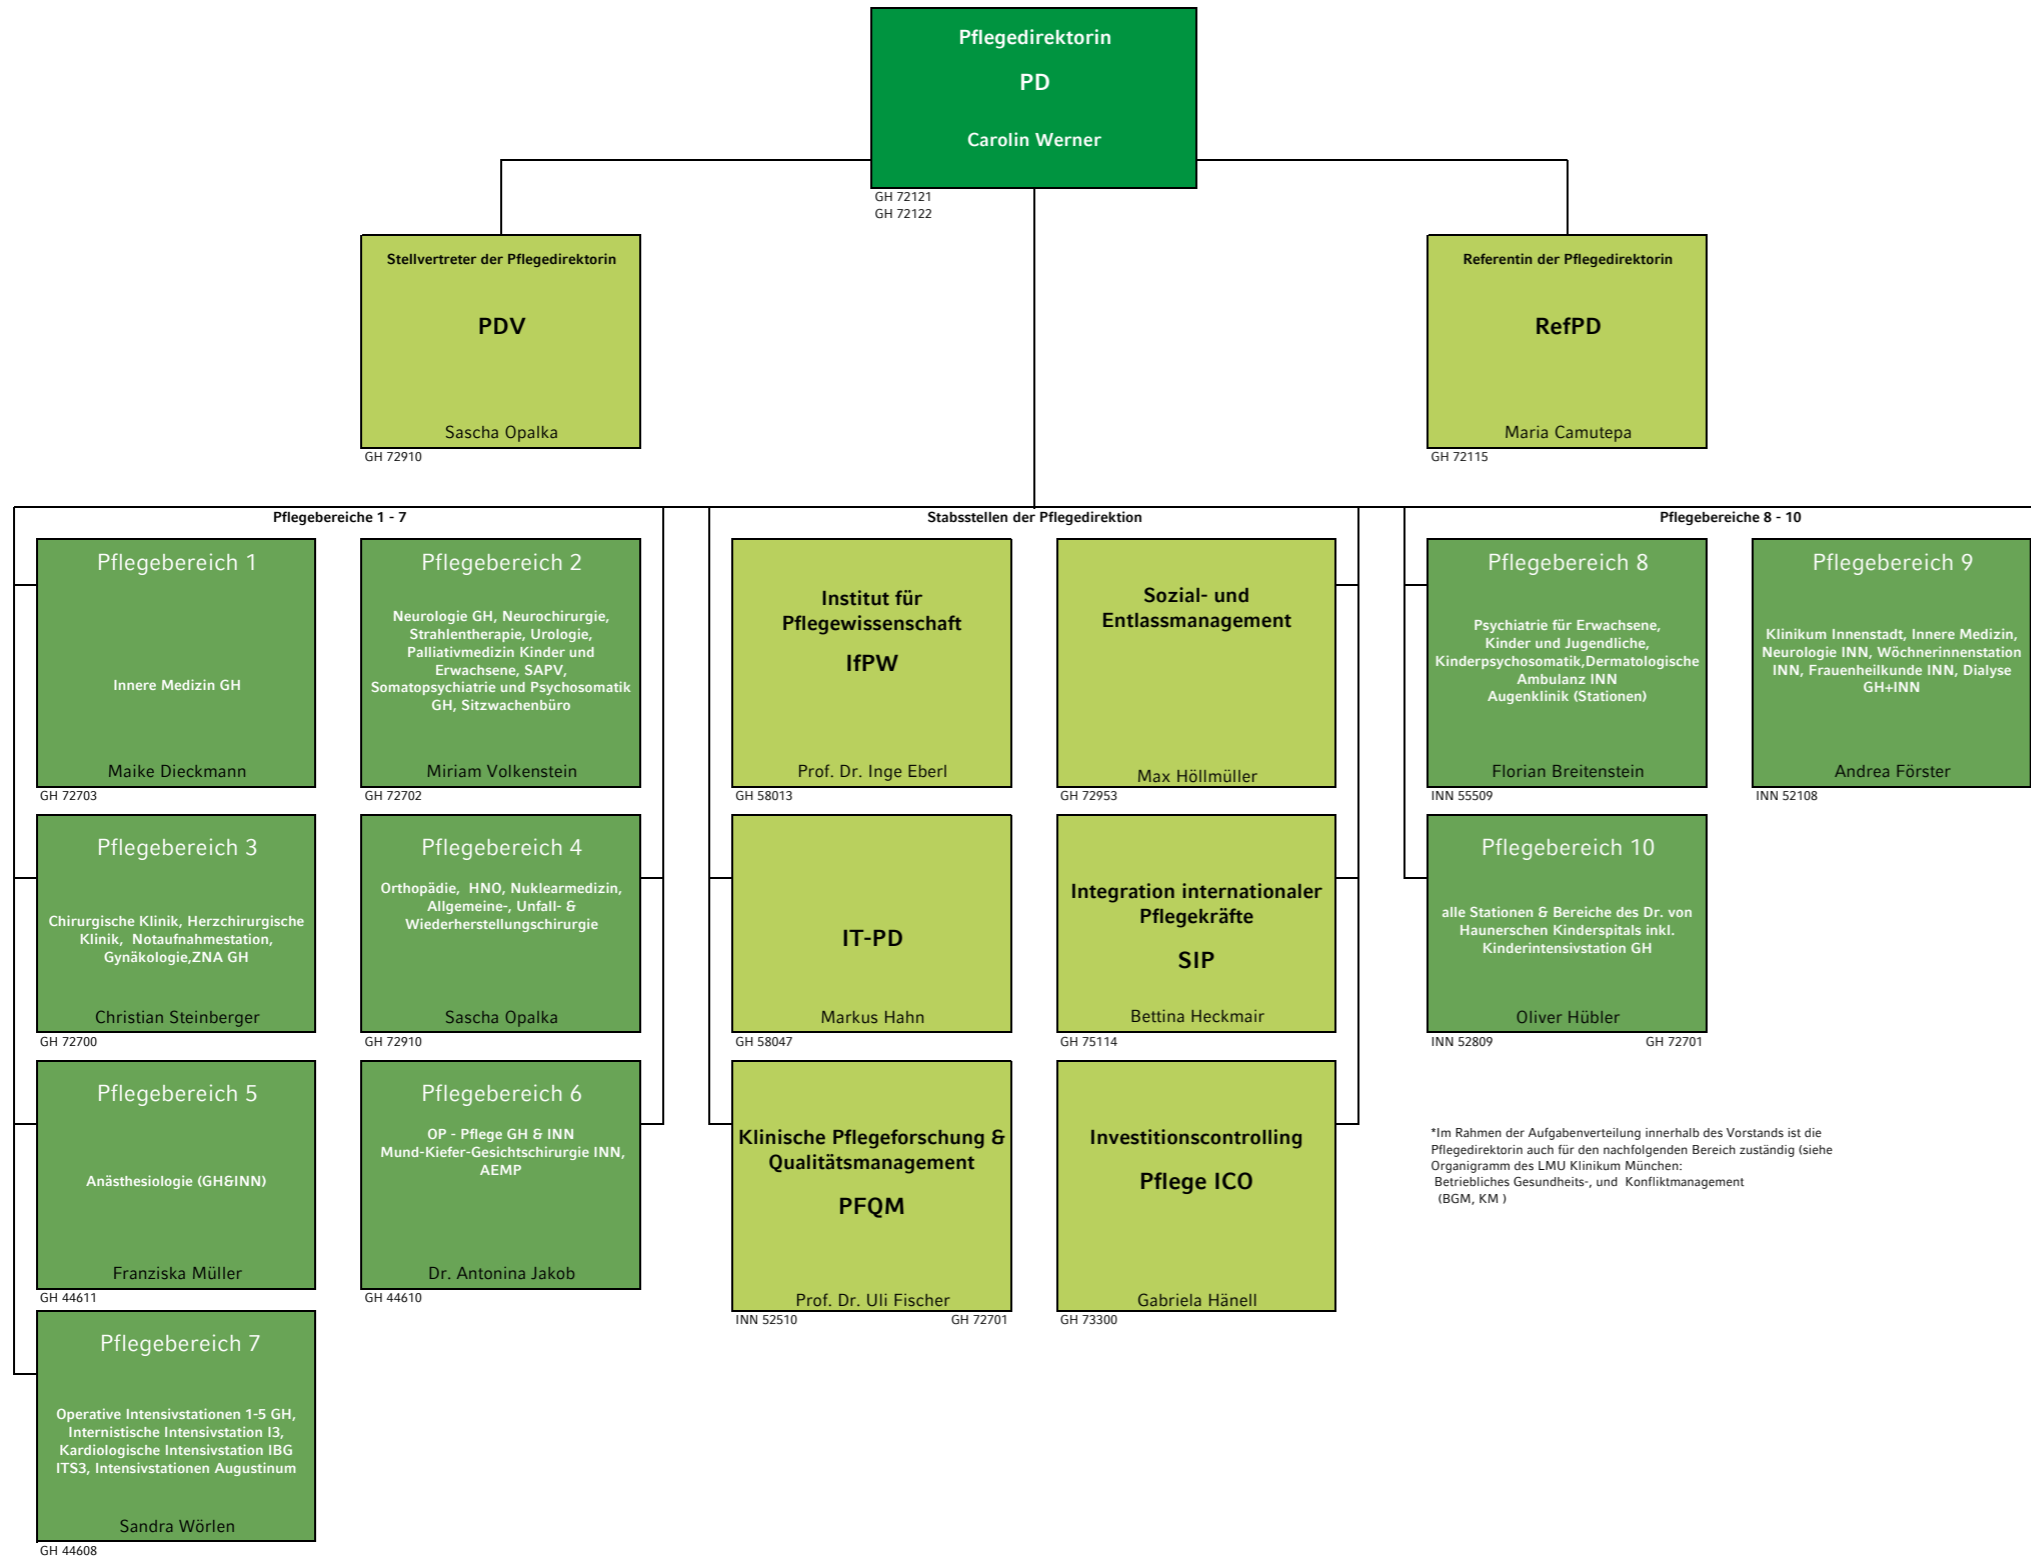 Pflegedirektorin
PD
Carolin Werner
GH 72121
GH 72122
Stellvertreter der Pflegedirektorin
PDV
Sascha Opalka
GH 72910
Referentin der Pflegedirektorin
RefPD
Maria Camutepa
GH 72115
Pflegebereiche 1 - 7
Pflegebereich 1
Innere Medizin GH
Maike Dieckmann
GH 72703
Pflegebereich 2
Neurologie GH, Neurochirurgie,
Strahlentherapie, Urologie,
Palliativmedizin Kinder und
Erwachsene, SAPV,
Somatopsychiatrie und Psychosomatik
GH, Sitzwachenbüro
Miriam Volkenstein
GH 72702
Pflegebereich 3
Chirurgische Klinik, Herzchirurgische
Klinik,  Notaufnahmestation,
Gynäkologie,ZNA GH
Christian Steinberger
GH 72700
Pflegebereich 4
Orthopädie,  HNO, Nuklearmedizin,
Allgemeine-, Unfall- &
Wiederherstellungschirurgie
Sascha Opalka
GH 72910
Pflegebereich 5
Anästhesiologie (GH&INN)
Franziska Müller
GH 44611
Pflegebereich 6
OP - Pflege GH & INN
Mund-Kiefer-Gesichtschirurgie INN,
AEMP
Dr. Antonina Jakob
GH 44610
Pflegebereich 7
Operative Intensivstationen 1-5 GH,
Internistische Intensivstation I3,
Kardiologische Intensivstation IBG
ITS3, Intensivstationen Augustinum
Sandra Wörlen
GH 44608
Stabsstellen der Pflegedirektion
Institut für
Pflegewissenschaft
IfPW
Prof. Dr. Inge Eberl
GH 58013
Sozial- und
Entlassmanagement
Max Höllmüller
GH 72953
IT-PD
Markus Hahn
GH 58047
Integration internationaler
Pflegekräfte
SIP
Bettina Heckmair
GH 75114
Klinische Pflegeforschung &
Qualitätsmanagement
PFQM
Prof. Dr. Uli Fischer
INN 52510 GH 72701
Investitionscontrolling
Pflege ICO
Gabriela Hänell
GH 73300
Pflegebereiche 8 - 10
Pflegebereich 8
Psychiatrie für Erwachsene,
Kinder und Jugendliche,
Kinderpsychosomatik,Dermatologische
Ambulanz INN
Augenklinik (Stationen)
Florian Breitenstein
INN 55509
Pflegebereich 9
Klinikum Innenstadt, Innere Medizin,
Neurologie INN, Wöchnerinnenstation
INN, Frauenheilkunde INN, Dialyse
GH+INN
Andrea Förster
INN 52108
Pflegebereich 10
alle Stationen & Bereiche des Dr. von
Haunerschen Kinderspitals inkl.
Kinderintensivstation GH
Oliver Hübler
INN 52809 GH 72701
*Im Rahmen der Aufgabenverteilung innerhalb des Vorstands ist die
Pflegedirektorin auch für den nachfolgenden Bereich zuständig (siehe
Organigramm des LMU Klinikum München:
Betriebliches Gesundheits-, und  Konfliktmanagement
(BGM, KM )